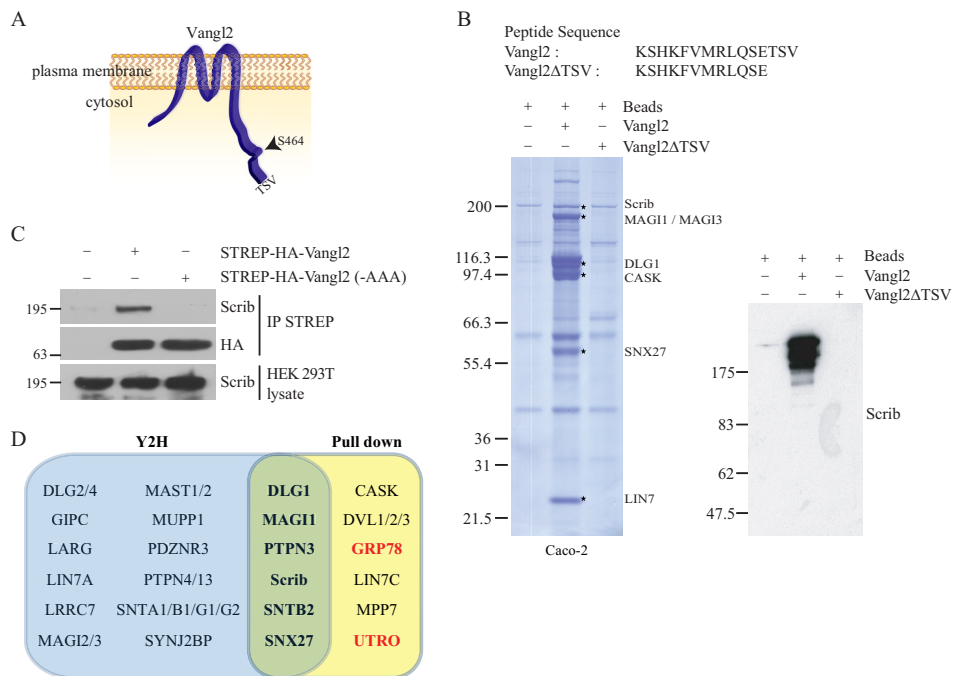 A
Vangl2
plasma membrane
cytosol
S464
TSV
B
Peptide Sequence
Vangl2 : KSHKFVMRLQSETSV
Vangl2ΔTSV : KSHKFVMRLQSE
+ + + Beads
– + – Vangl2
– – + Vangl2ΔTSV
200
116.3
97.4
66.3
55.4
36
31
21.5
Scrib
MAGI1 / MAGI3
DLG1
CASK
SNX27
LIN7
Caco-2
+ + + Beads
– + – Vangl2
– – + Vangl2ΔTSV
175
83
62
47.5
Scrib
C
– + – STREP-HA-Vangl2
– – + STREP-HA-Vangl2 (-AAA)
195 Scrib
IP STREP
HA
63
195 Scrib
HEK 293T
lysate
D
Y2H Pull down
DLG2/4 MAST1/2 DLG1 CASK
GIPC MUPP1 MAGI1 DVL1/2/3
LARG PDZNR3 PTPN3 GRP78
LIN7A PTPN4/13 Scrib LIN7C
LRRC7 SNTA1/B1/G1/G2 SNTB2 MPP7
MAGI2/3 SYNJ2BP SNX27 UTRO